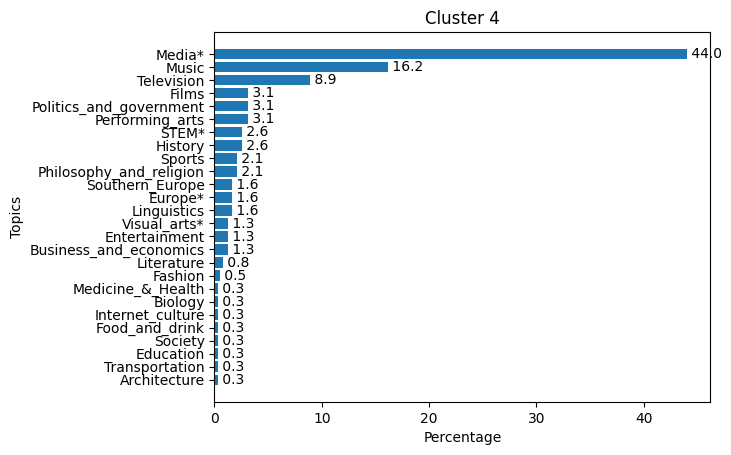 Cluster 4
Media* 44.0
Music 16.2
Television 8.9
Films 3.1
Politics_and_government 3.1
Performing_arts 3.1
STEM* 2.6
History 2.6
Sports 2.1
Philosophy_and_religion 2.1
Southern_Europe 1.6
Europe* 1.6
Linguistics 1.6
Visual_arts* 1.3
Entertainment 1.3
Business_and_economics 1.3
Literature 0.8
Fashion 0.5
Medicine_&_Health 0.3
Biology 0.3
Internet_culture 0.3
Food_and_drink 0.3
Society 0.3
Education 0.3
Transportation 0.3
Architecture 0.3
0 10 20 30 40
Percentage
Topics